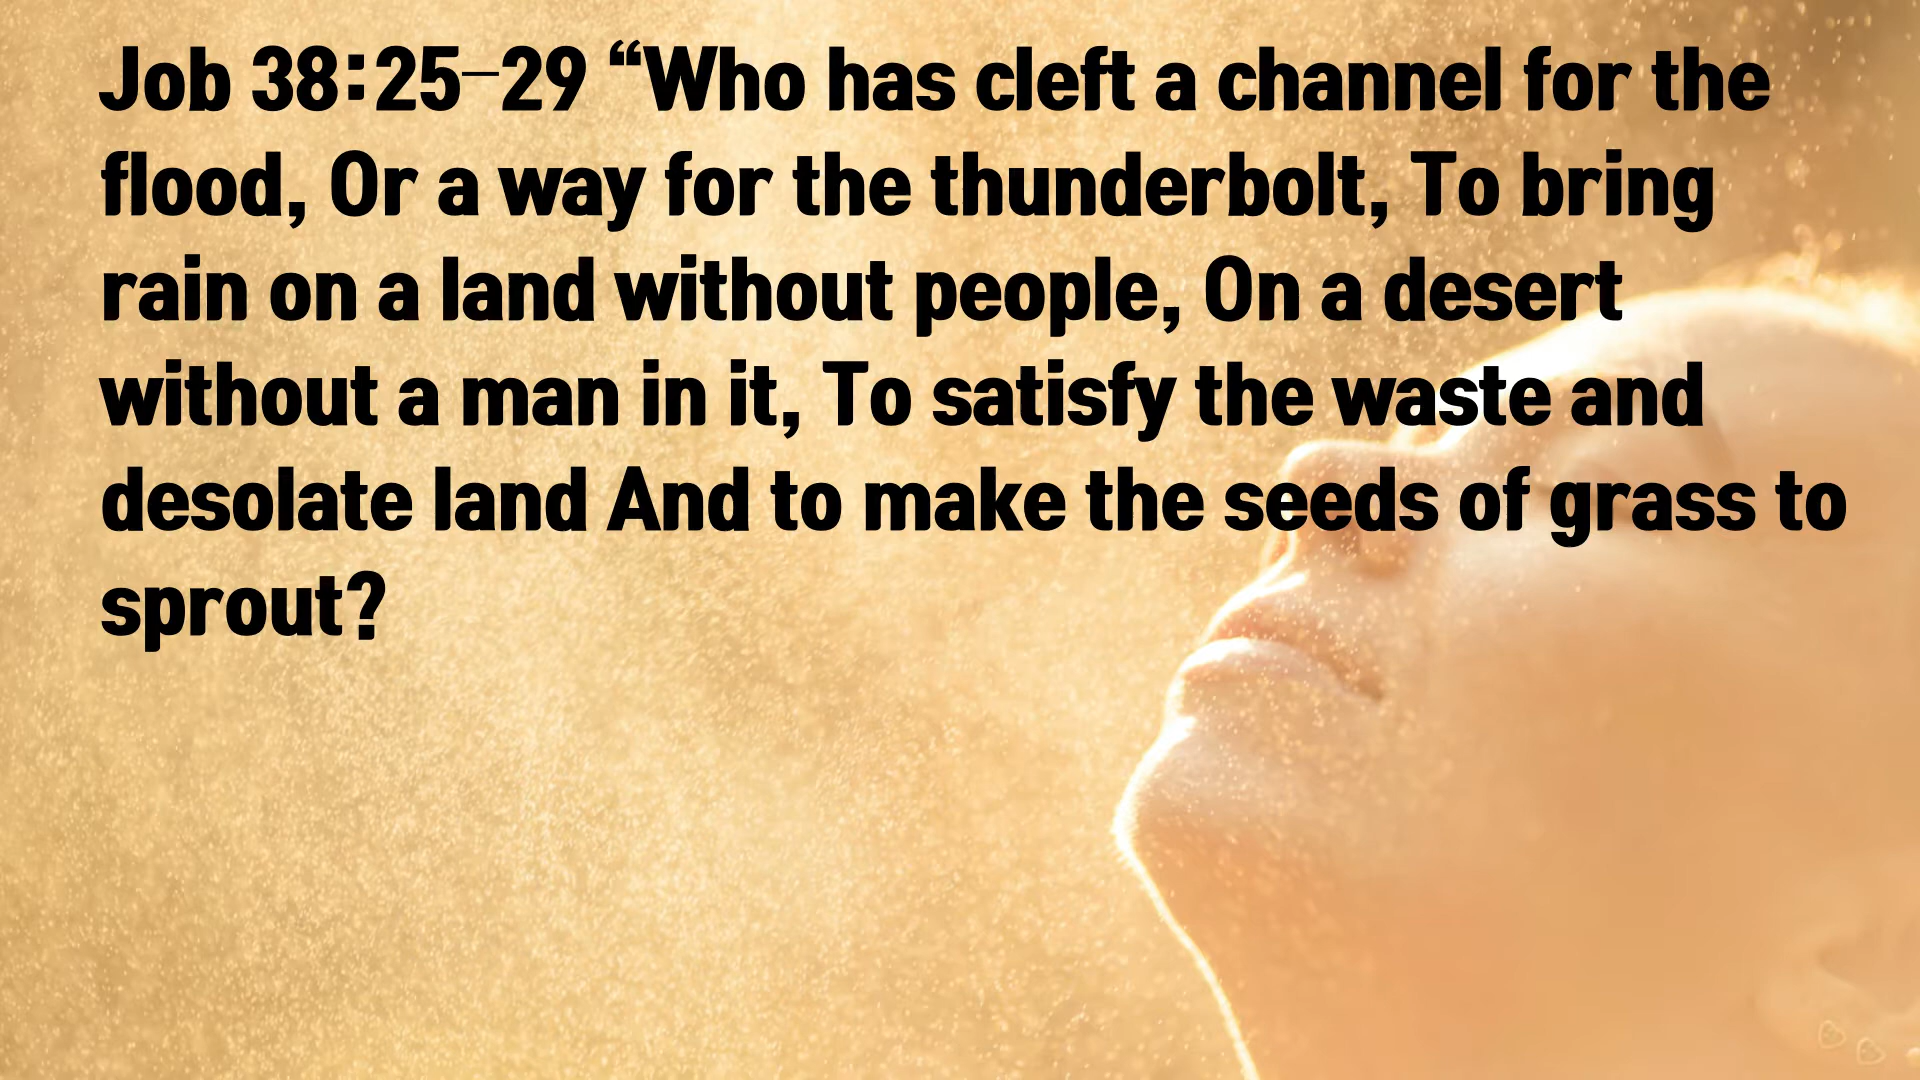 Job 38:25–29 “Who has cleft a channel for the
flood, Or a way for the thunderbolt, To bring
rain on a land without people, On a desert
without a man in it, To satisfy the waste and
desolate land And to make the seeds of grass to
sprout?